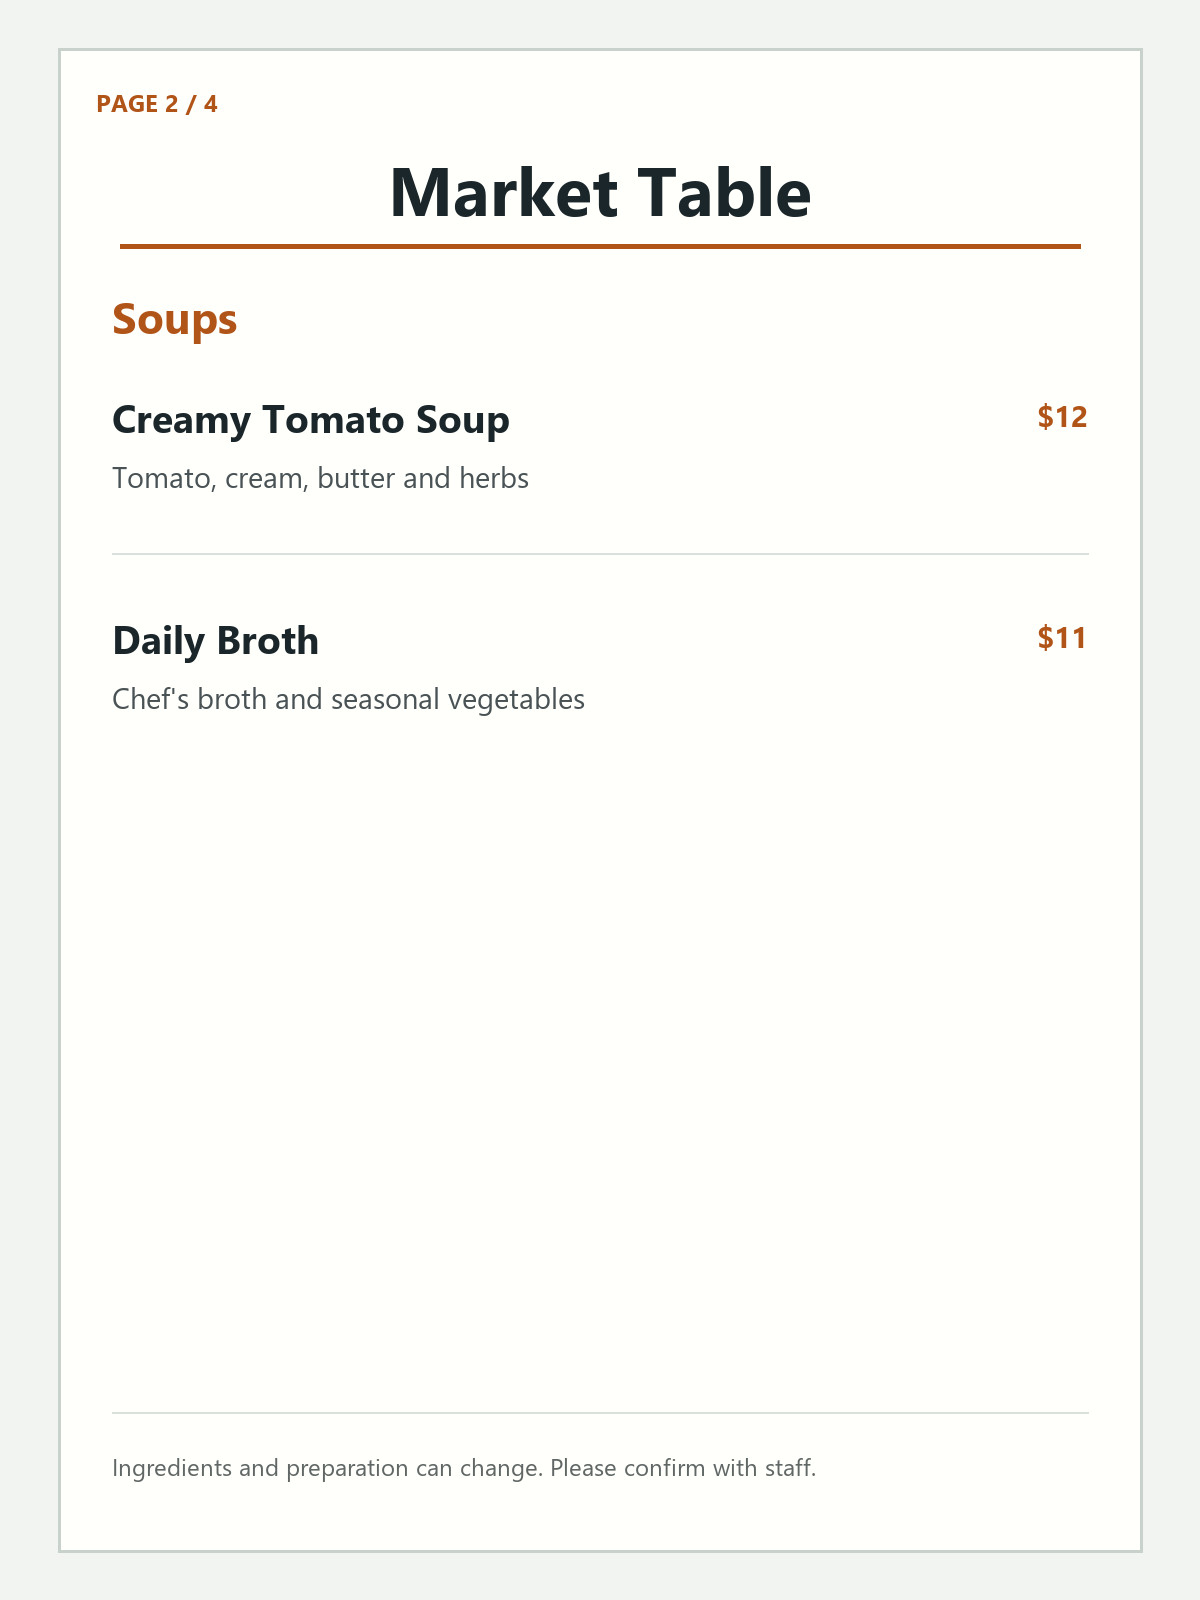 PAGE 2 / 4
Market Table
Soups
Creamy Tomato Soup $12
Tomato, cream, butter and herbs
Daily Broth $11
Chef's broth and seasonal vegetables
Ingredients and preparation can change. Please confirm with staff.